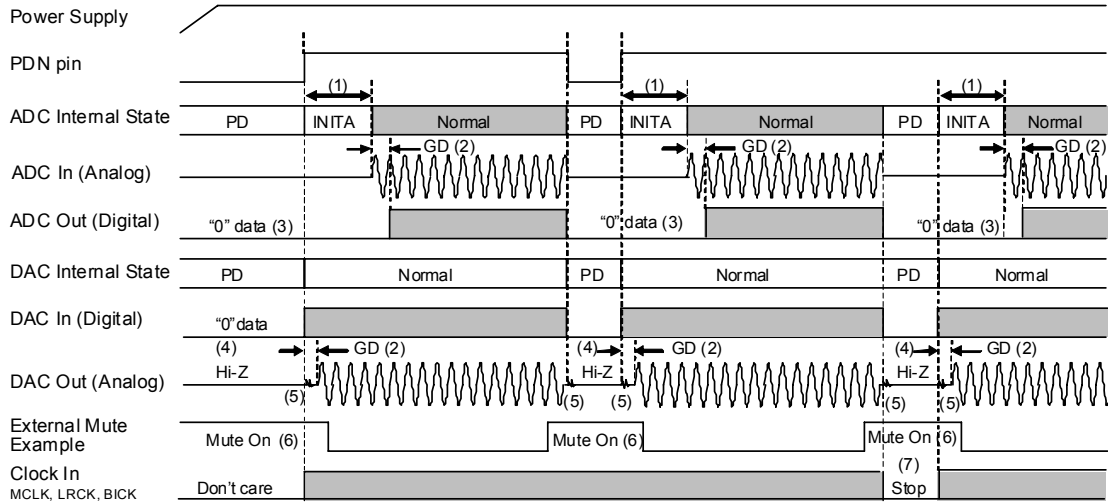 Power Supply
PDN pin
(1) (1) (1)
ADC Internal State PD INITA Normal PD INITA Normal PD INITA Normal
GD (2) GD (2) GD (2)
ADC In (Analog)
ADC Out (Digital) “0” data (3) “0” data (3) “0” data (3)
DAC Internal State PD Normal PD Normal PD Normal
DAC In (Digital) “0”data
(4) GD (2) (4) GD (2) (4) GD (2)
DAC Out (Analog) Hi-Z Hi-Z Hi-Z
(5) (5) (5) (5) (5)
External Mute
Example Mute On (6) Mute On (6) Mute On (6)
Clock In (7)
MCLK, LRCK, BICK Don’t care Stop